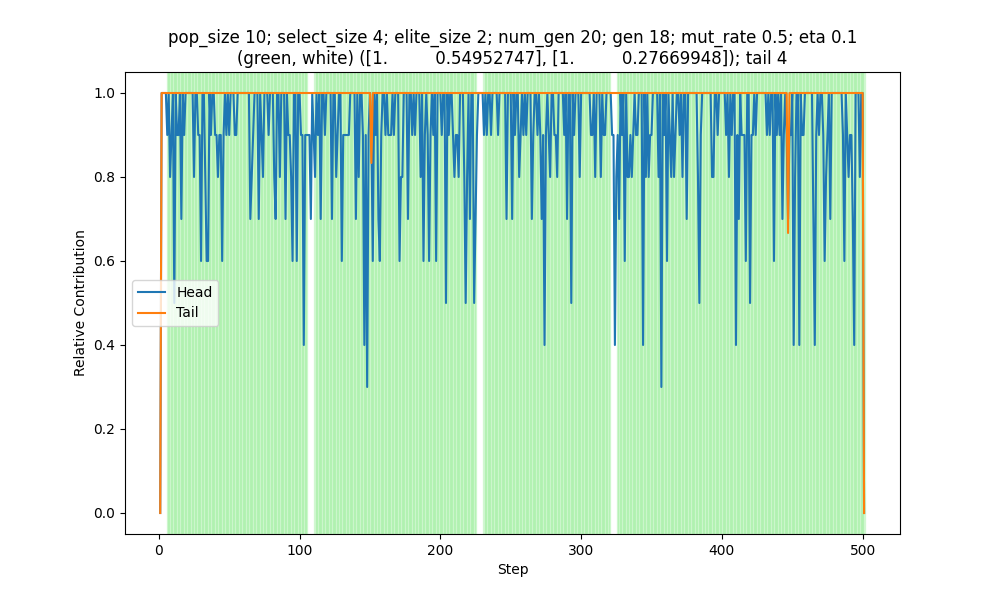 pop_size 10; select_size 4; elite_size 2; num_gen 20; gen 18; mut_rate 0.5; eta 0.1
(green, white) ([1.         0.54952747], [1.         0.27669948]); tail 4
1.0
0.8
0.6
0.4
0.2
0.0
Relative Contribution
Head
Tail
0
100
200
300
400
500
Step